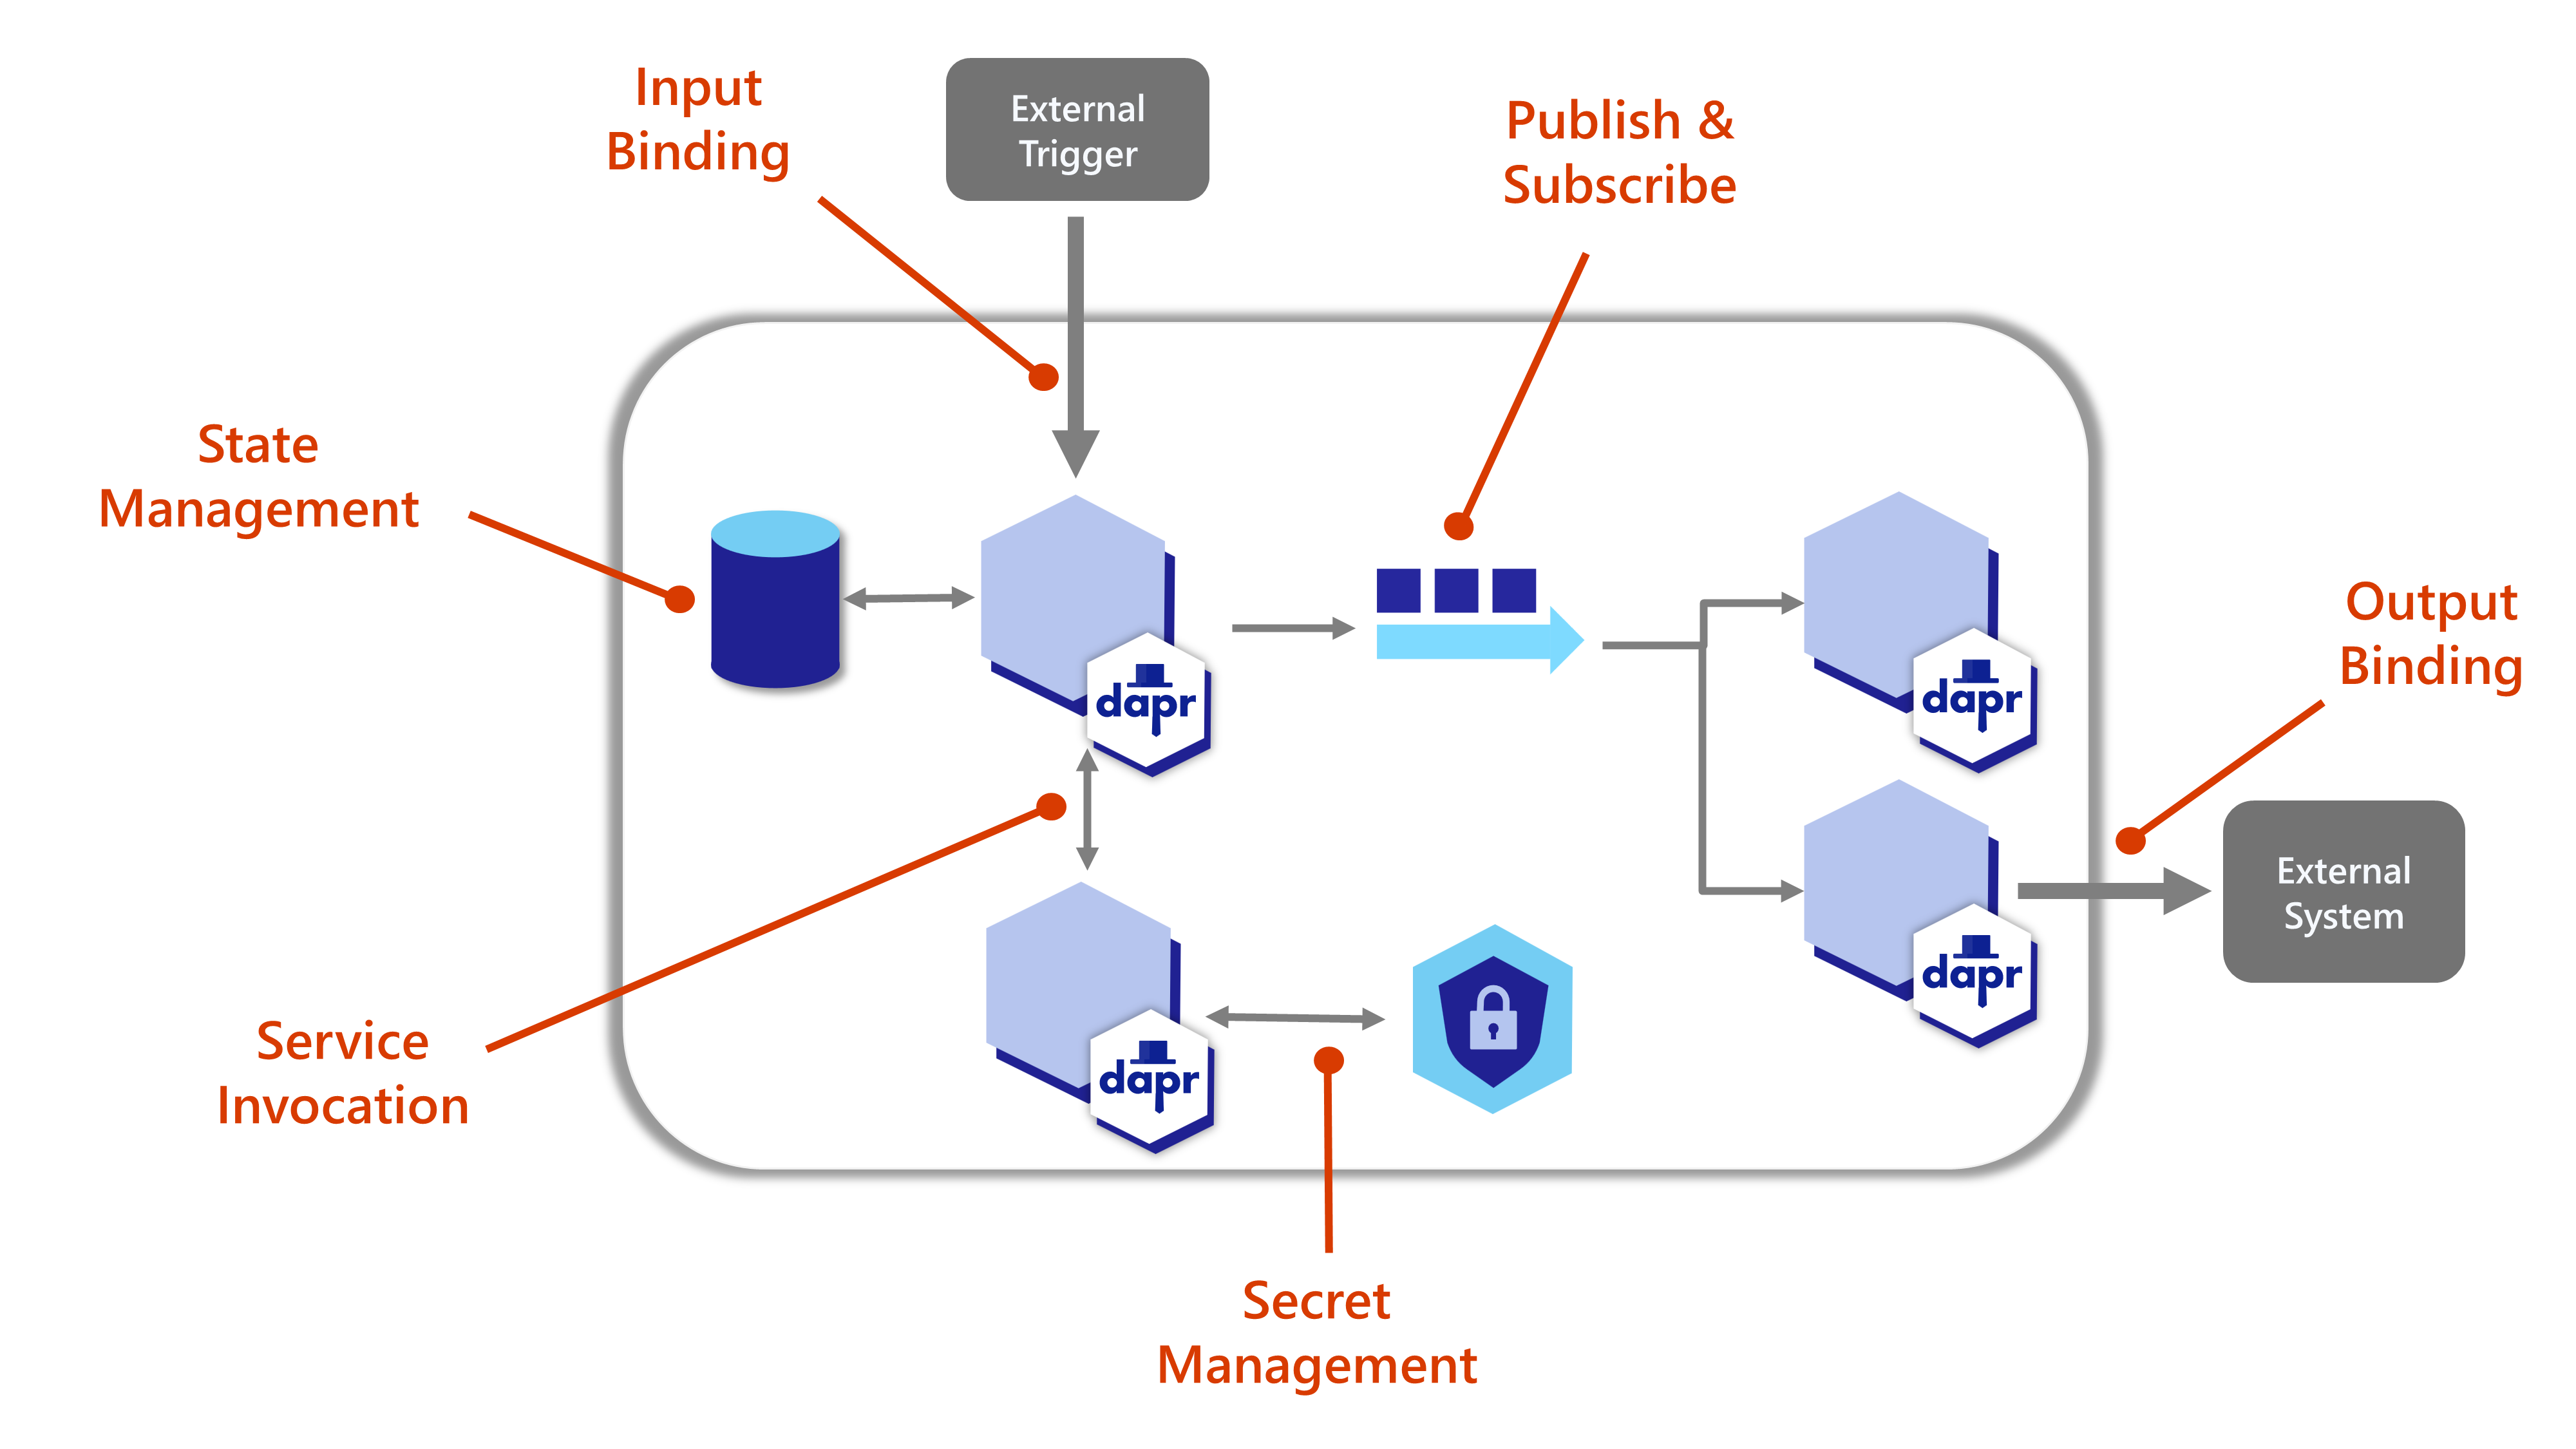 Input
Binding
External
Trigger
Publish &
Subscribe
State
Management
Output
Binding
dapr
dapr
External
System
dapr
dapr
Service
Invocation
Secret
Management